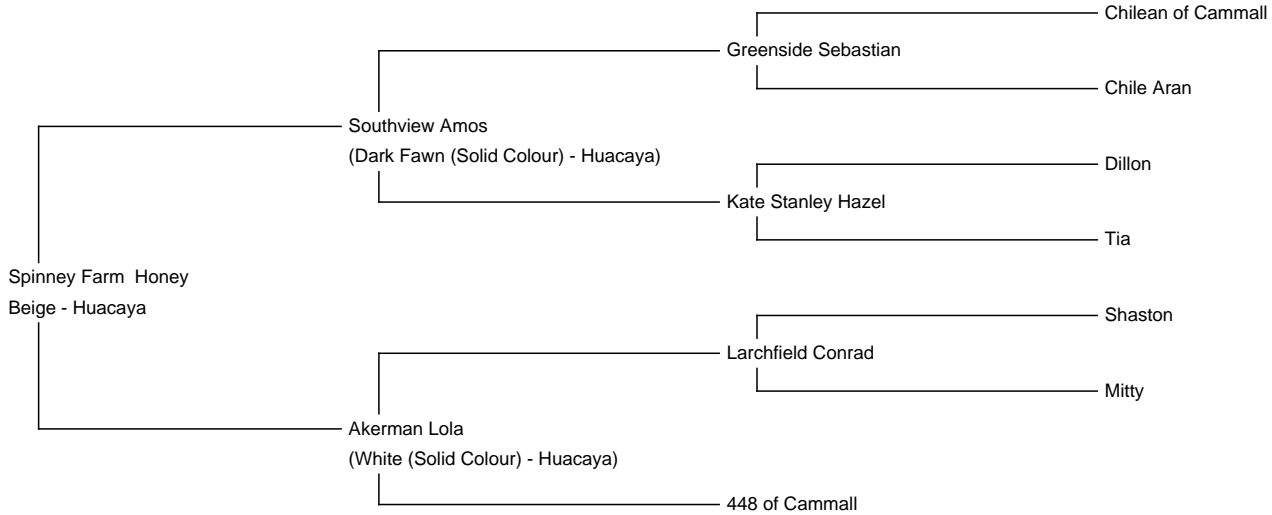 Chilean of Cammall
Greenside Sebastian
Chile Aran
Southview Amos
(Dark Fawn (Solid Colour) - Huacaya)
Dillon
Kate Stanley Hazel
Tia
Spinney Farm  Honey
Beige - Huacaya
Shaston
Larchfield Conrad
Mitty
Akerman Lola
(White (Solid Colour) - Huacaya)
448 of Cammall